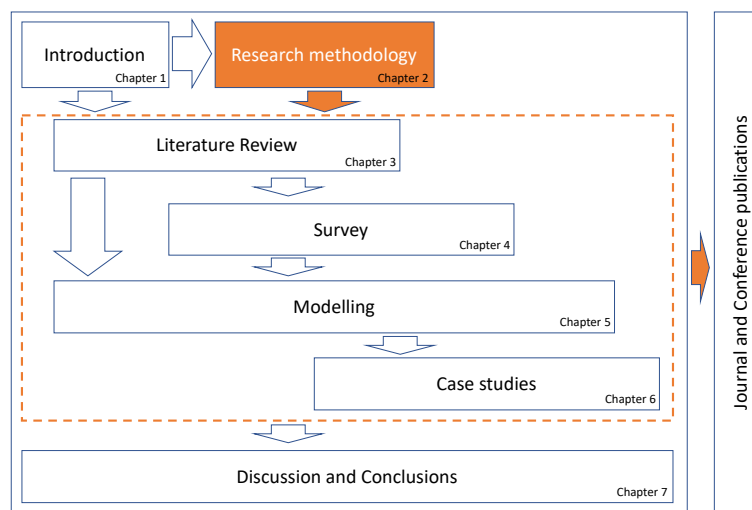 Introduction
Chapter 1
Research methodology
Chapter 2
Literature Review
Chapter 3
Survey
Chapter 4
Modelling
Chapter 5
Case studies
Chapter 6
Discussion and Conclusions
Chapter 7
Journal and Conference publications